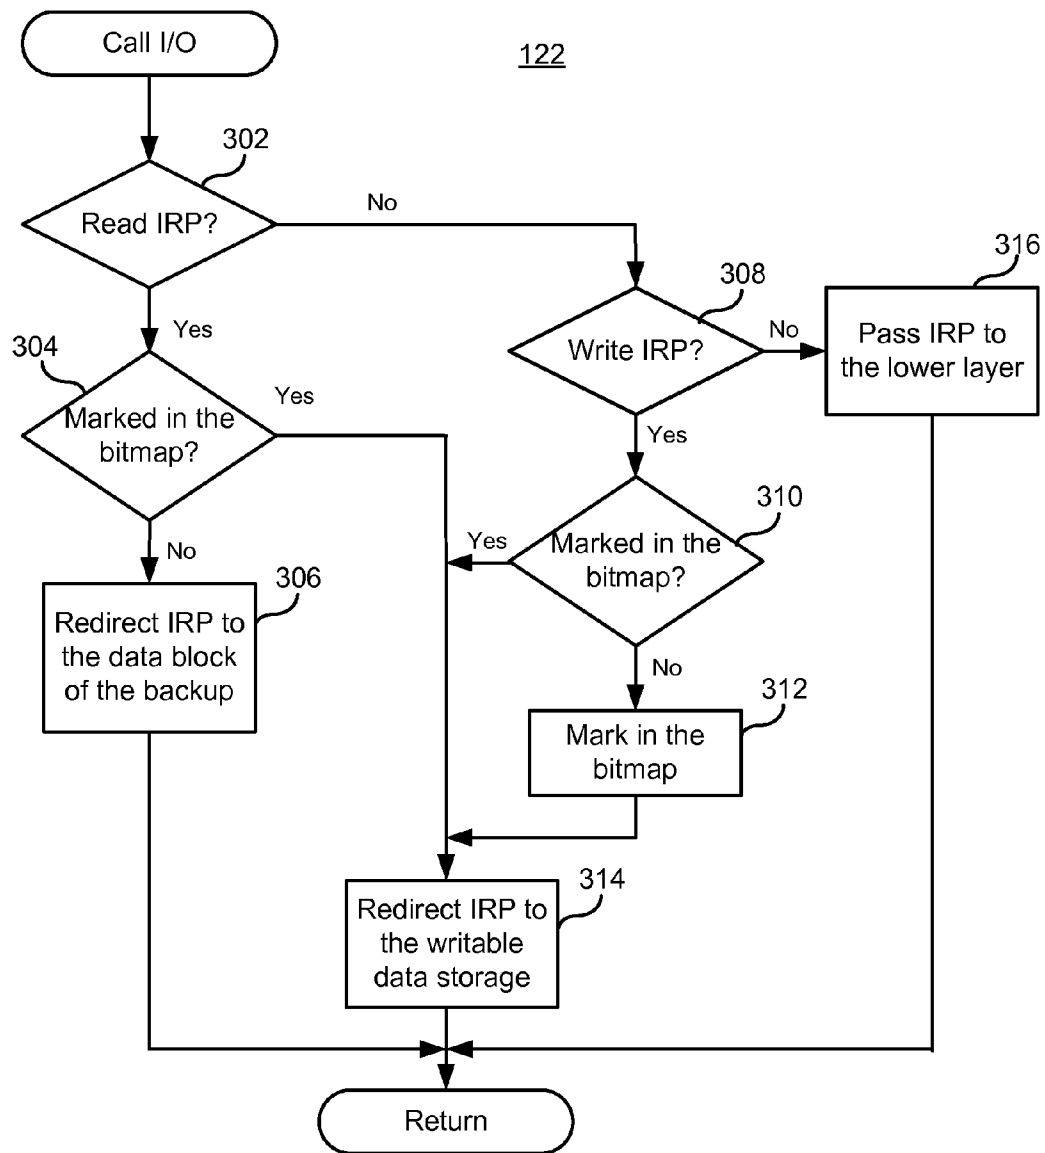 Call I/O
122
302
Read IRP?
No
316
308
Yes
304
Write IRP?
No
Pass IRP to
the lower layer
Marked in the
bitmap?
Yes
Yes
310
No
Yes
Marked in the
bitmap?
306
Redirect IRP to
the data block
of the backup
No
312
Mark in the
bitmap
314
Redirect IRP to
the writable
data storage
Return